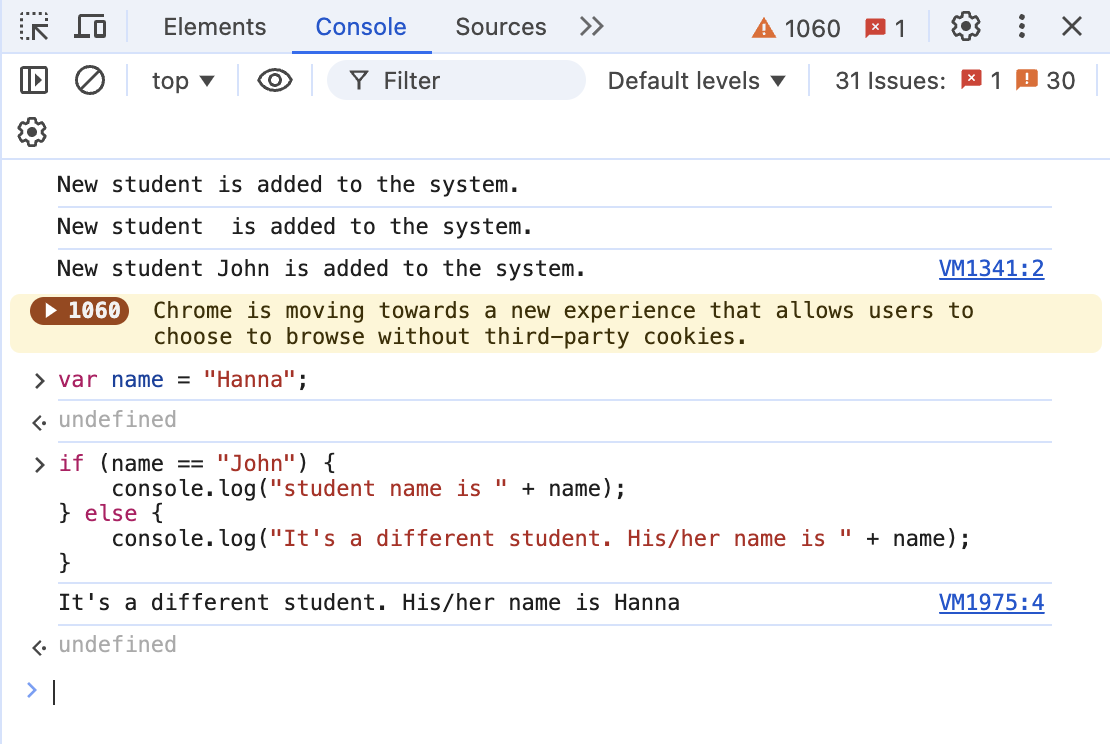 Elements Console Sources 1060 1
top Filter Default levels 31 Issues: 1 30
New student is added to the system.
New student  is added to the system.
New student John is added to the system. VM1341:2
1060 Chrome is moving towards a new experience that allows users to
choose to browse without third-party cookies.
> var name = "Hanna";
undefined
> if (name == "John") {
    console.log("student name is " + name);
} else {
    console.log("It's a different student. His/her name is " + name);
}
It's a different student. His/her name is Hanna VM1975:4
undefined
>